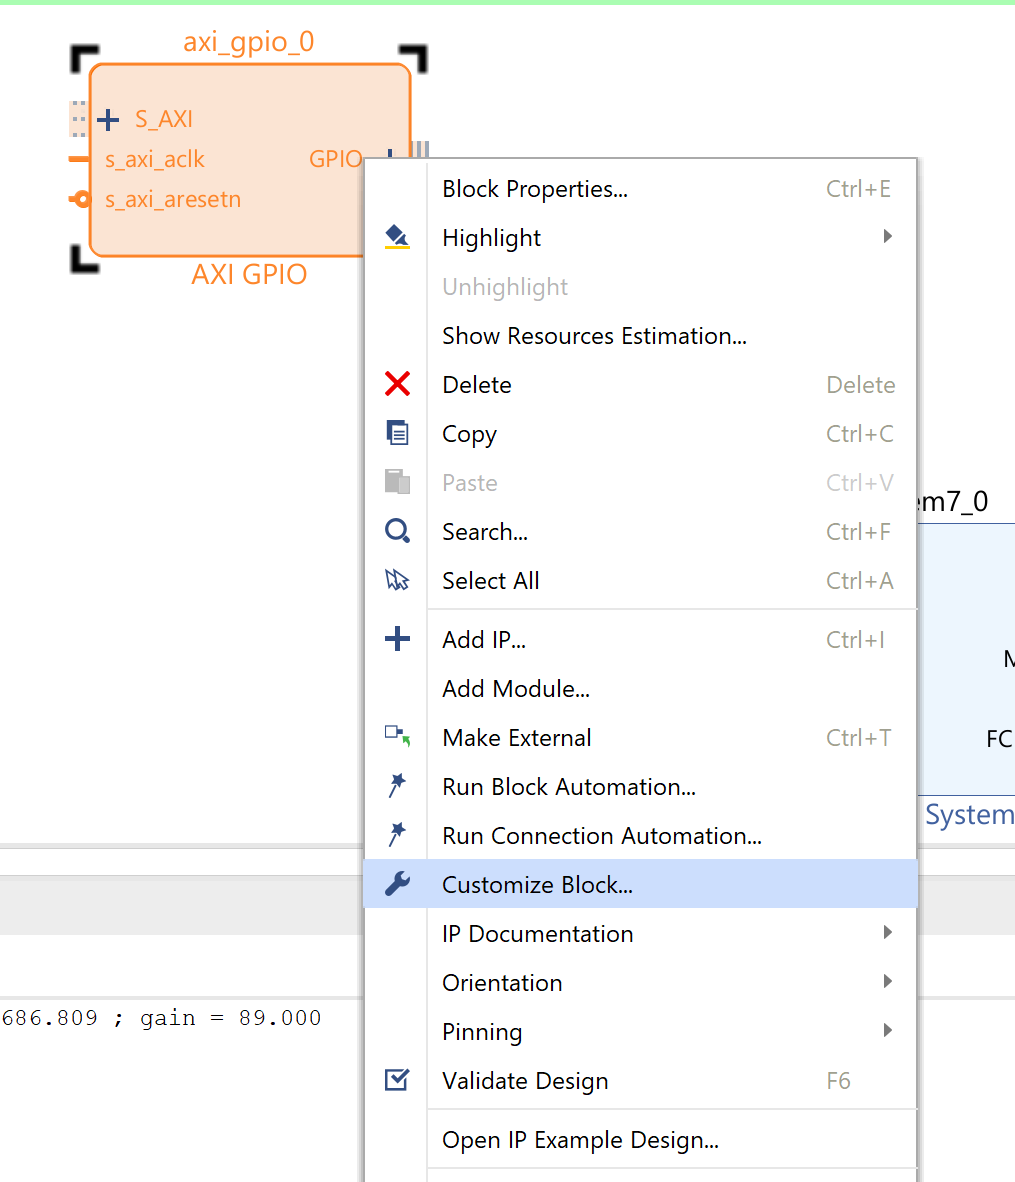 axi_gpio_0
S_AXI
s_axi_aclk GPIO
s_axi_aresetn
AXI GPIO
Block Properties... Ctrl+E
Highlight
Unhighlight
Show Resources Estimation...
Delete Delete
Copy Ctrl+C
Paste Ctrl+V
Search... Ctrl+F
Select All Ctrl+A
Add IP... Ctrl+I
Add Module...
Make External Ctrl+T
Run Block Automation...
Run Connection Automation...
Customize Block...
IP Documentation
Orientation
Pinning
Validate Design F6
Open IP Example Design...
em7_0
M
FC
System
686.809 ; gain = 89.000